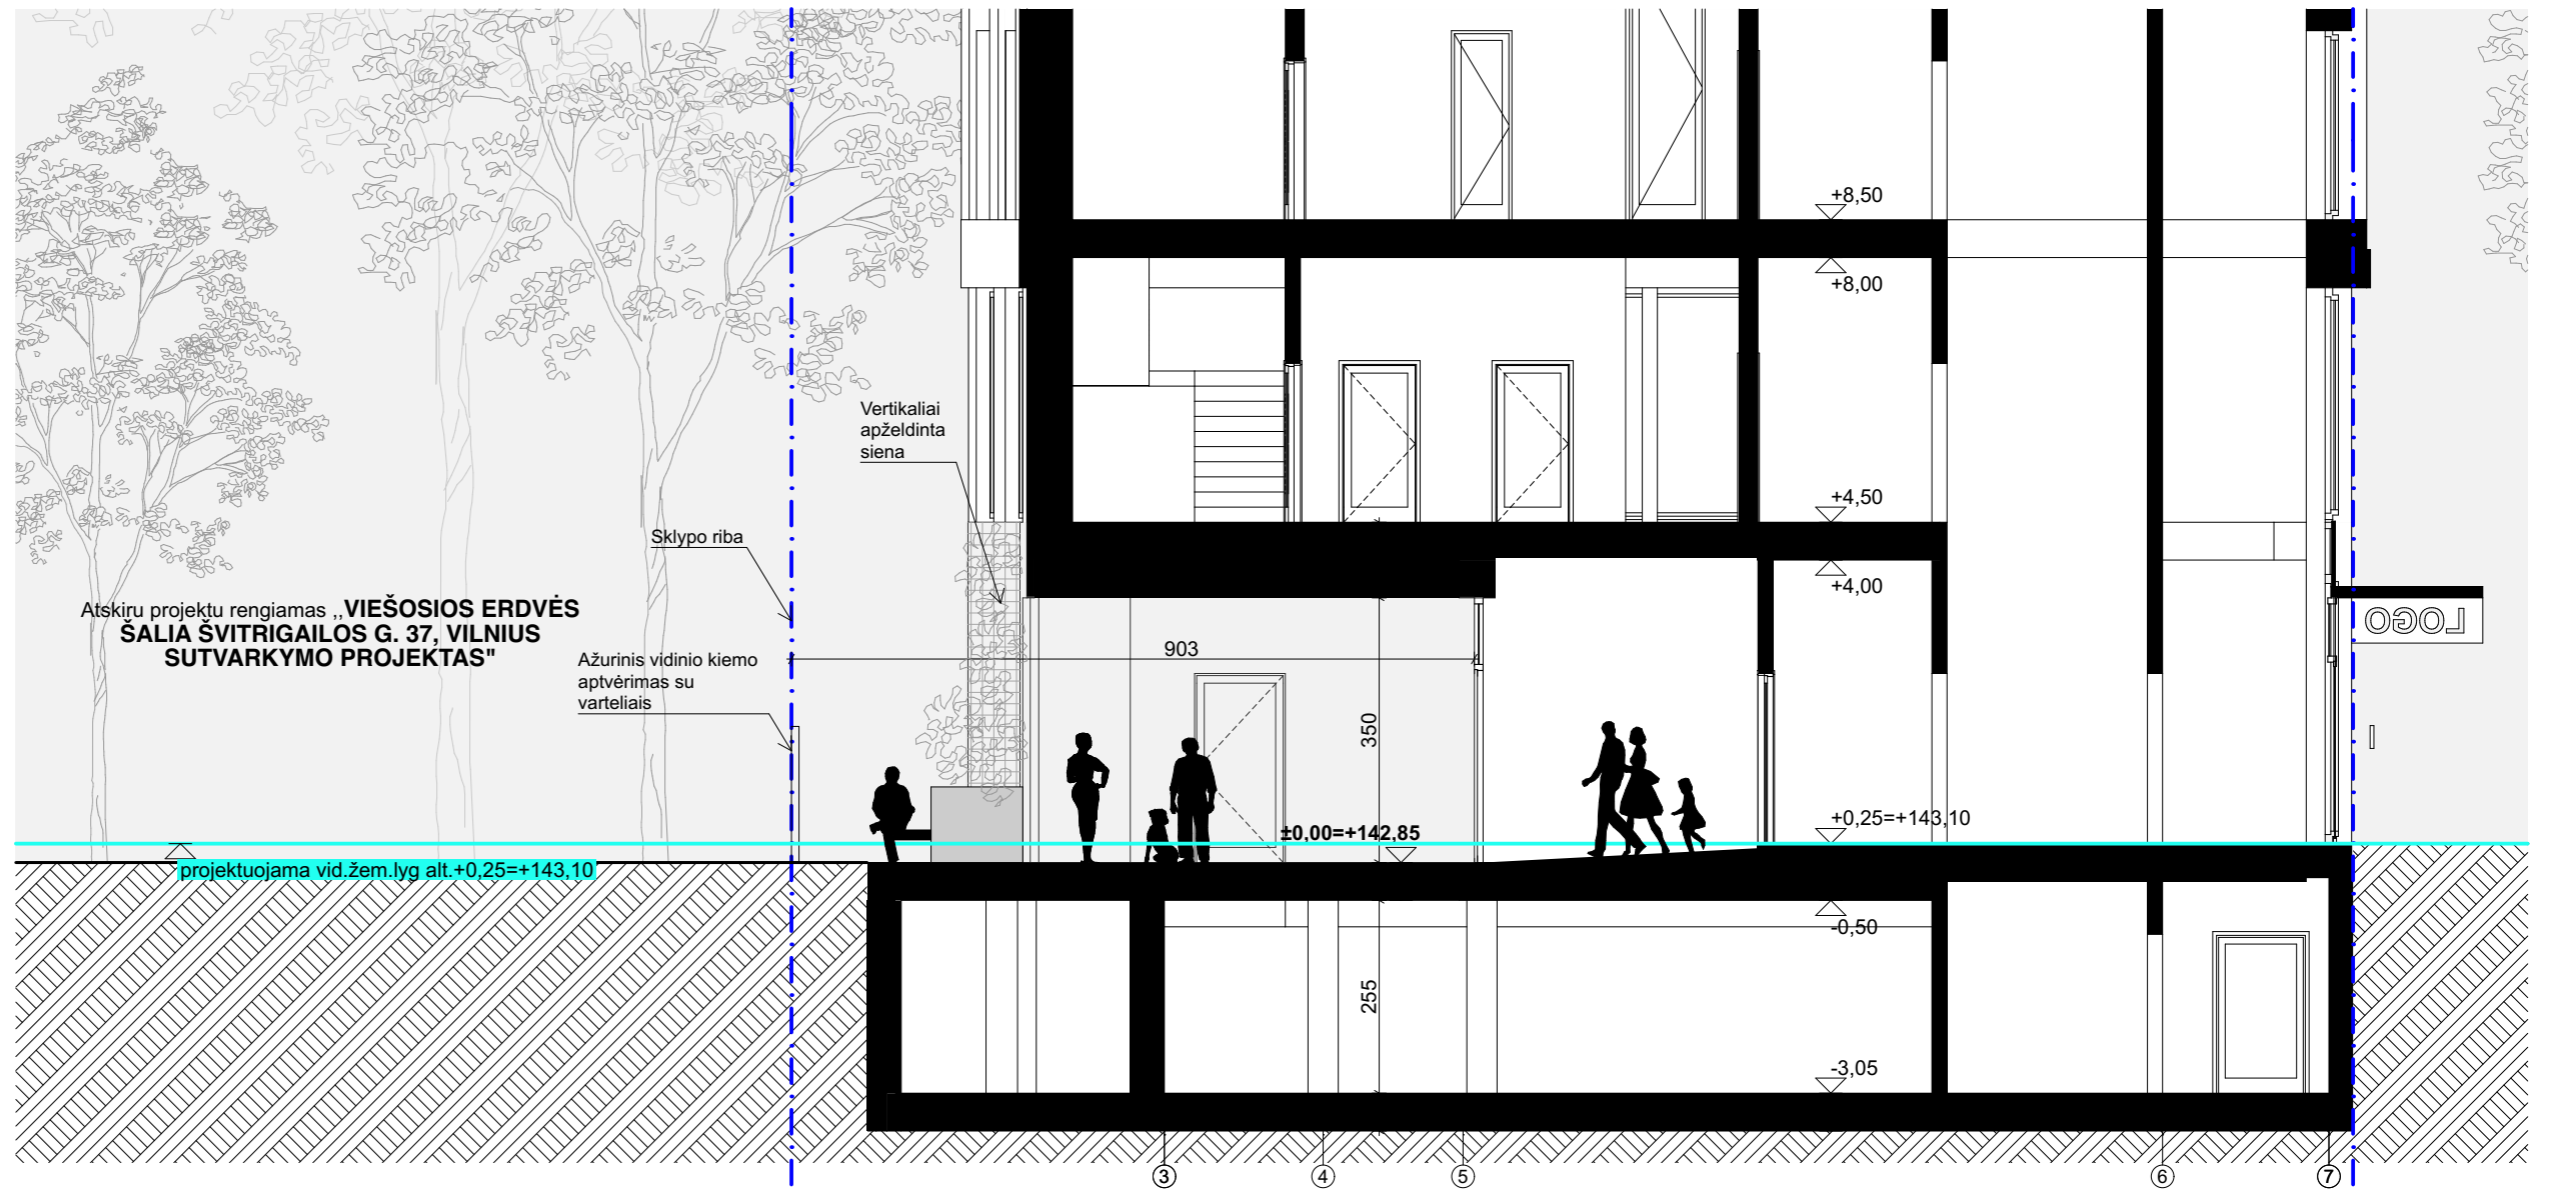 +8,50
+8,00
Vertikaliai
apželdinta
siena
+4,50
Sklypo riba
+4,00
Atskiru projektu rengiamas ,,VIEŠOSIOS ERDVĖS
ŠALIA ŠVITRIGAILOS G. 37, VILNIUS
SUTVARKYMO PROJEKTAS"
LOGO
903
Ažurinis vidinio kiemo
aptvėrimas su
varteliais
350
+0,25=+143,10
±0,00=+142,85
projektuojama vid.žem.lyg alt.+0,25=+143,10
-0,50
255
-3,05
3
4
5
6
7